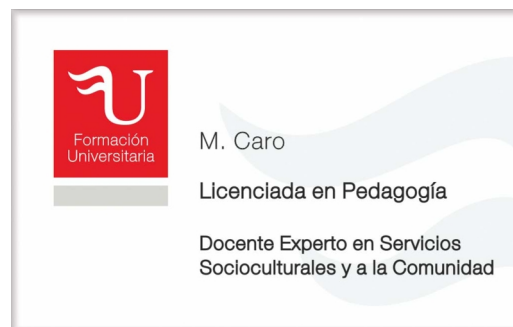 Formación
Universitaria
M. Caro
Licenciada en Pedagogía
Docente Experto en Servicios
Socioculturales y a la Comunidad